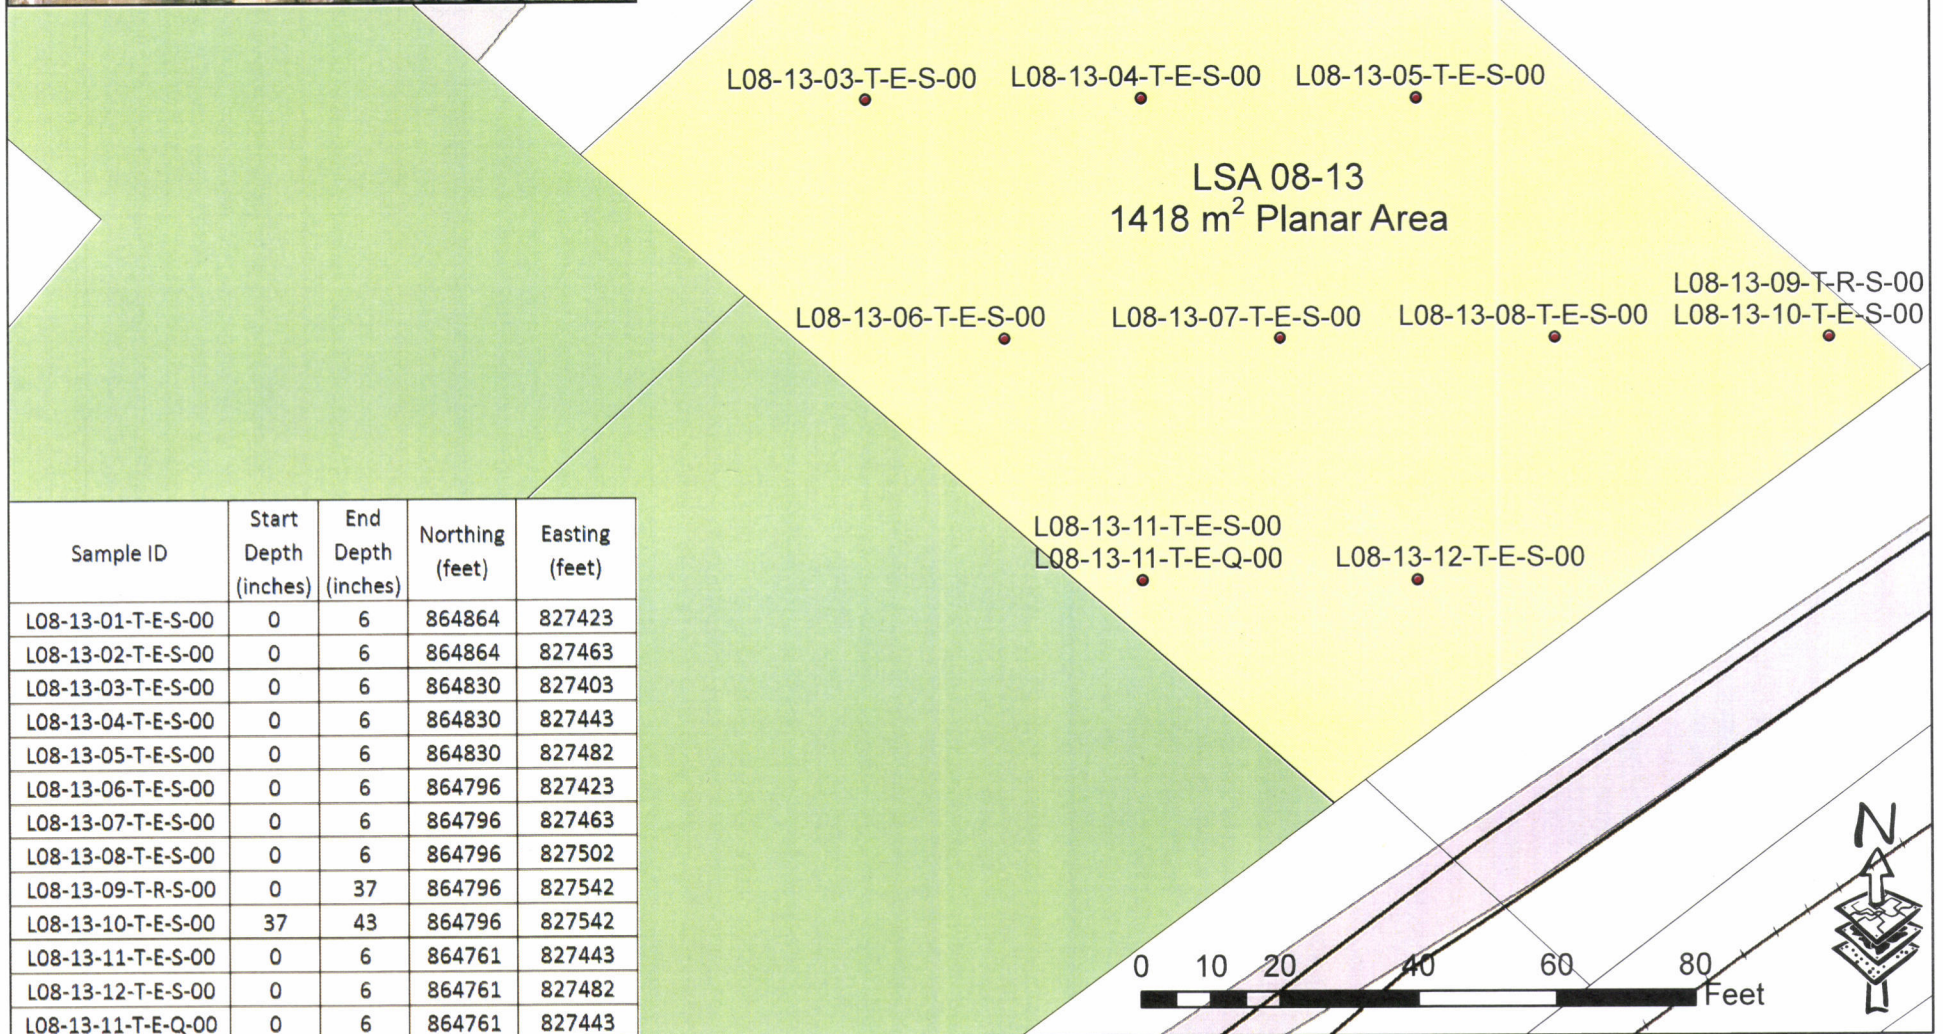 L08-13-03-T-E-S-00 L08-13-04-T-E-S-00 L08-13-05-T-E-S-00
LSA 08-13
1418 m² Planar Area
L08-13-09-T-R-S-00
L08-13-06-T-E-S-00 L08-13-07-T-E-S-00 L08-13-08-T-E-S-00 L08-13-10-T-E-S-00
L08-13-11-T-E-S-00
L08-13-11-T-E-Q-00 L08-13-12-T-E-S-00
Sample ID Start Depth (inches) End Depth (inches) Northing (feet) Easting (feet)
L08-13-01-T-E-S-00 0 6 864864 827423
L08-13-02-T-E-S-00 0 6 864864 827463
L08-13-03-T-E-S-00 0 6 864830 827403
L08-13-04-T-E-S-00 0 6 864830 827443
L08-13-05-T-E-S-00 0 6 864830 827482
L08-13-06-T-E-S-00 0 6 864796 827423
L08-13-07-T-E-S-00 0 6 864796 827463
L08-13-08-T-E-S-00 0 6 864796 827502
L08-13-09-T-R-S-00 0 37 864796 827542
L08-13-10-T-E-S-00 37 43 864796 827542
L08-13-11-T-E-S-00 0 6 864761 827443
L08-13-12-T-E-S-00 0 6 864761 827482
L08-13-11-T-E-Q-00 0 6 864761 827443
N
0 10 20 40 60 80
Feet